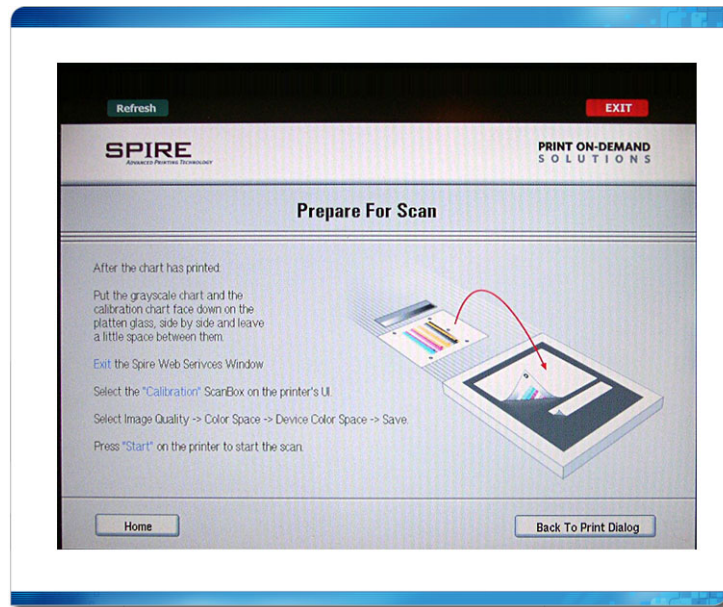 Refresh
EXIT
SPIRE
ADVANCED PRINTING TECHNOLOGY
PRINT ON-DEMAND
SOLUTIONS
Prepare For Scan
After the chart has printed
Put the grayscale chart and the
calibration chart face down on the
platten glass, side by side and leave
a little space between them.
Exit the Spire Web Serivces Window
Select the "Calibration" ScanBox on the printer's UI.
Select Image Quality -> Color Space -> Device Color Space -> Save.
Press "Start" on the printer to start the scan.
Home
Back To Print Dialog